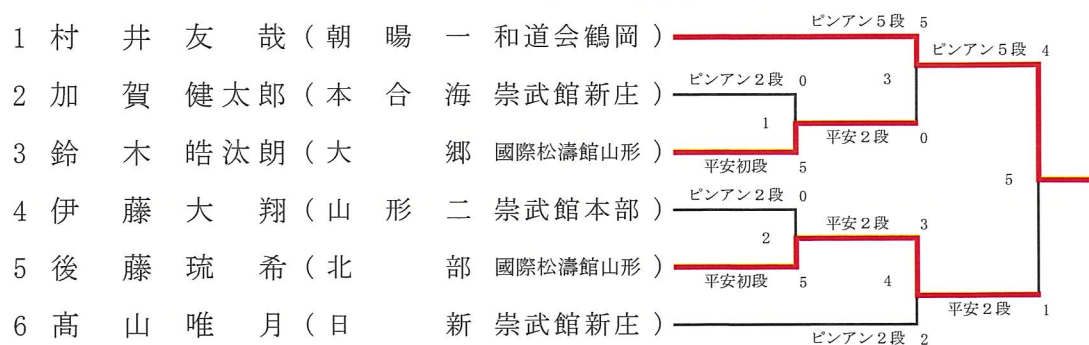 ピンアン5段 5
1 村井友哉(朝暘一 和道会鶴岡)
ピンアン5段 4
ピンアン2段 0
3
2 加賀健太郎(本合海 崇武館新庄)
1
平安2段 0
3 鈴木皓汰朗(大郷 國際松濤館山形)
平安初段 5
5
ピンアン2段 0
4 伊藤大翔(山形二 崇武館本部)
平安2段 3
2
5 後藤琉希(北部 國際松濤館山形)
平安初段 5
4
平安2段 1
6 髙山唯月(日新 崇武館新庄)
ピンアン2段 2